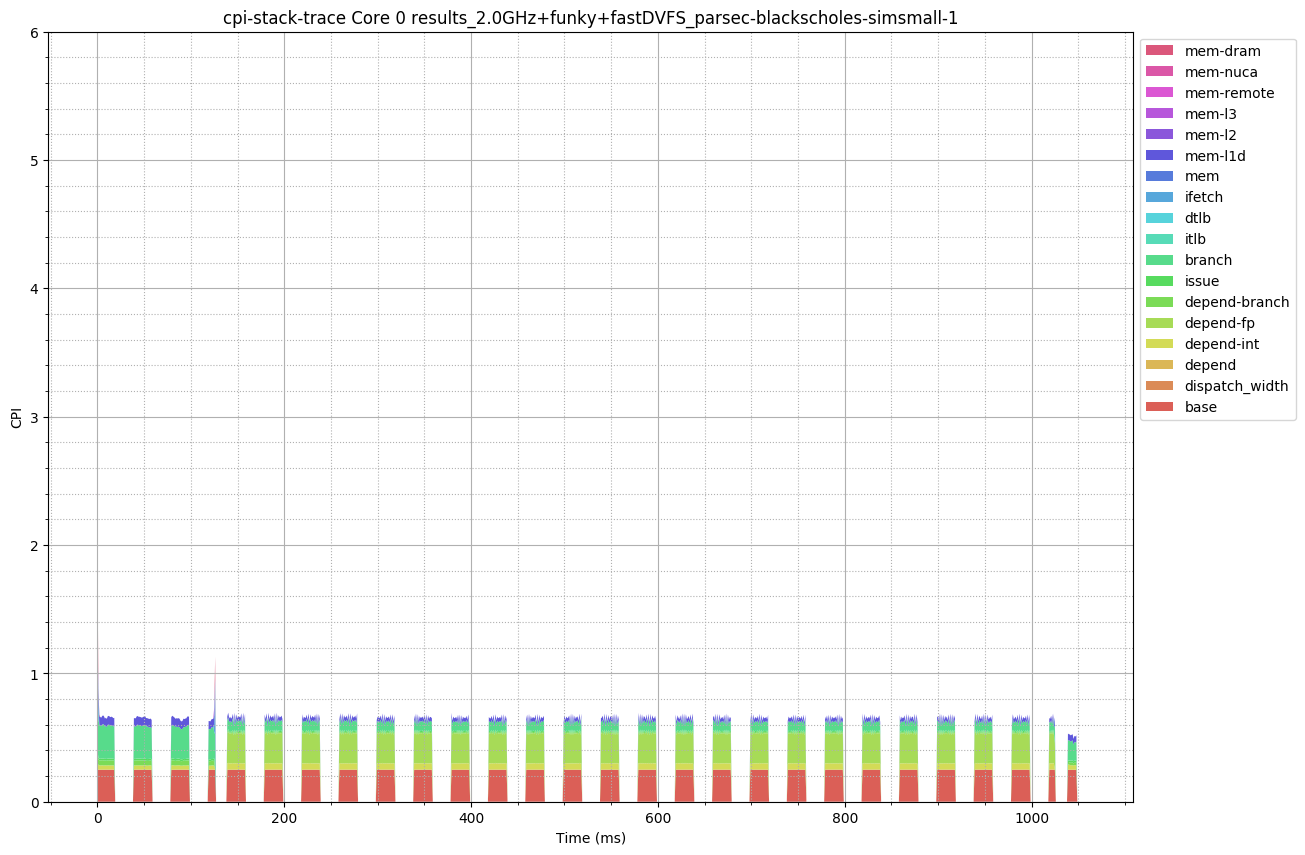 cpi-stack-trace Core 0 results_2.0GHz+funky+fastDVFS_parsec-blackscholes-simsmall-1
6
5
4
3
2
1
0
CPI
0 200 400 600 800 1000
Time (ms)
mem-dram
mem-nuca
mem-remote
mem-l3
mem-l2
mem-l1d
mem
ifetch
dtlb
itlb
branch
issue
depend-branch
depend-fp
depend-int
depend
dispatch_width
base